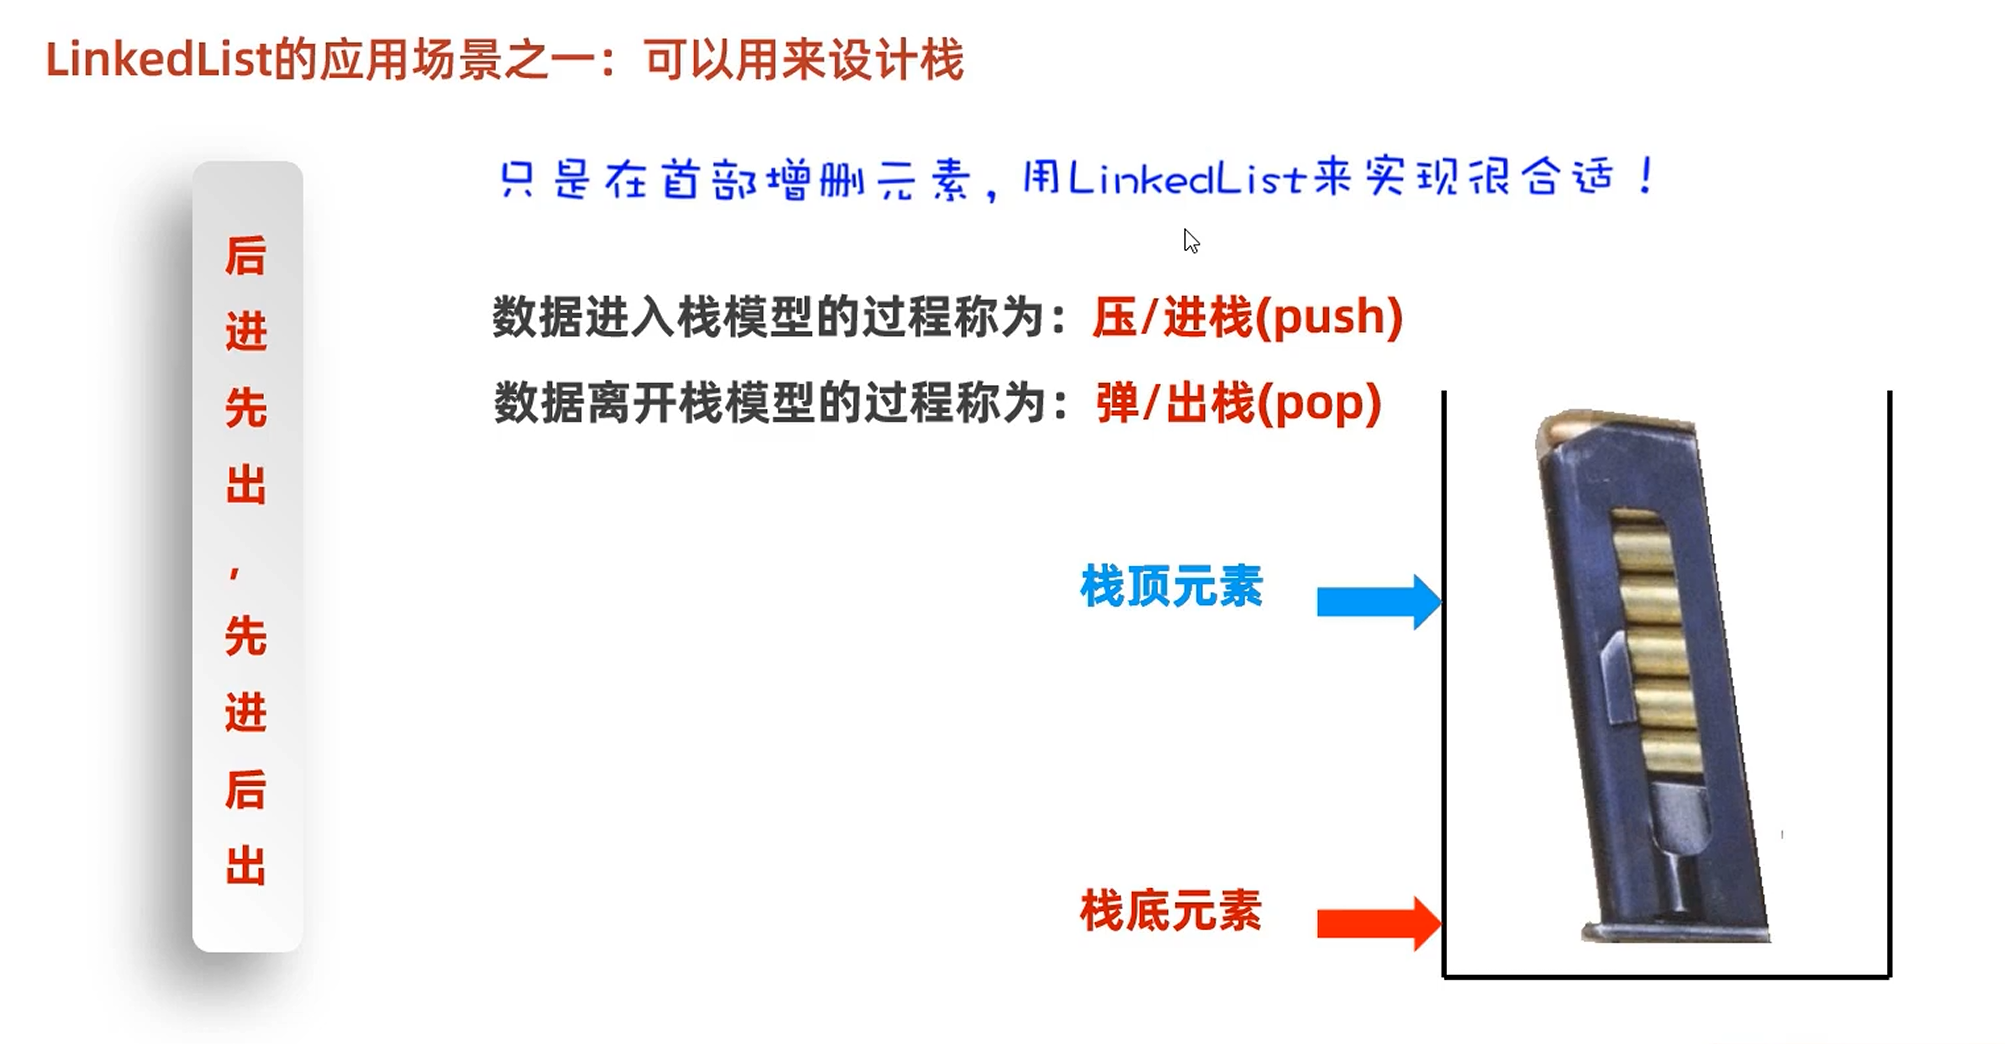 LinkedList的应用场景之一：可以用来设计栈
后进先出，先进后出
只是在首部增删元素，用LinkedList来实现很合适！
数据进入栈模型的过程称为：压/进栈(push)
数据离开栈模型的过程称为：弹/出栈(pop)
栈顶元素
栈底元素